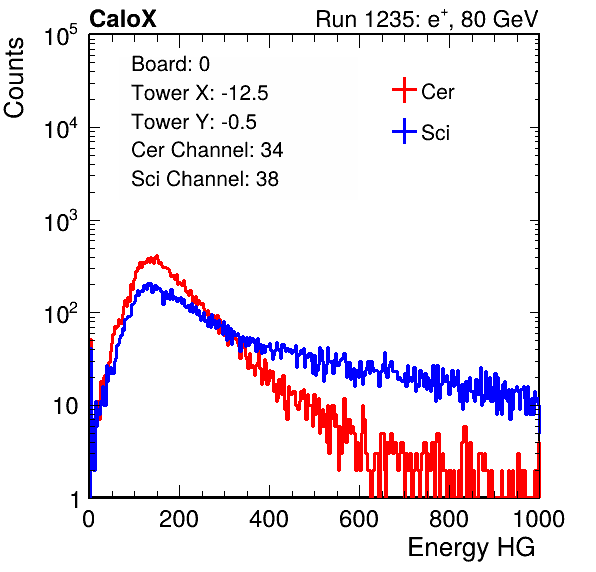 CaloX Run 1235: e⁺, 80 GeV
Counts
10⁵
10⁴
10³
10²
10
1
Board: 0
Tower X: -12.5
Tower Y: -0.5
Cer Channel: 34
Sci Channel: 38
Cer
Sci
0 200 400 600 800 1000
Energy HG